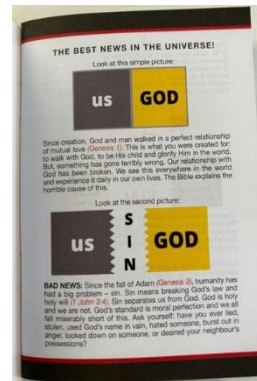 THE BEST NEWS IN THE UNIVERSE!
Look at this simple picture:
us GOD
Since creation, God and man walked in a perfect relationship
of mutual love (Genesis 1). This is what you were created for;
to walk with God, to be His child and glorify Him in the world.
But, something has gone terribly wrong. Our relationship with
God has been broken. We see this everywhere in the world
and experience it daily in our own lives. The Bible explains the
horrible cause of this.
Look at the second picture:
us SIN GOD
BAD NEWS: Since the fall of Adam (Genesis 3), humanity has
had a big problem – sin. Sin means breaking God's law and
holy will (1 John 3:4). Sin separates us from God. God is holy
and we are not. God's standard is moral perfection and we all
fall miserably short of this. Ask yourself: have you ever lied,
stolen, used God's name in vain, hated someone, burst out in
anger, looked down on someone, or desired your neighbour's
possessions?